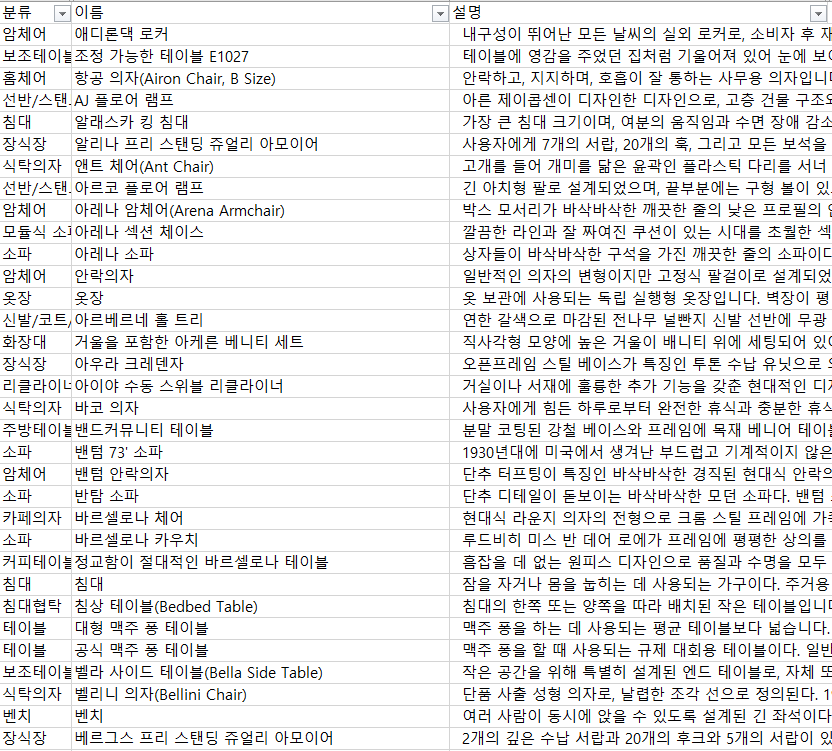 분류 이름 설명
암체어 애디론댁 로커 내구성이 뛰어난 모든 날씨의 실외 로커로, 소비자 후 재
보조테이블 조정 가능한 테이블 E1027 테이블에 영감을 주었던 집처럼 기울어져 있어 눈에 보이
홈체어 항공 의자(Airon Chair, B Size) 안락하고, 지지하며, 호흡이 잘 통하는 사무용 의자입니다
선반/스탠 AJ 플로어 램프 아른 제이콥센이 디자인한 디자인으로, 고층 건물 구조와
침대 알래스카 킹 침대 가장 큰 침대 크기이며, 여분의 움직임과 수면 장애 감소
장식장 알리나 프리 스탠딩 쥬얼리 아모이어 사용자에게 7개의 서랍, 20개의 훅, 그리고 모든 보석을
식탁의자 앤트 체어(Ant Chair) 고개를 들어 개미를 닮은 윤곽인 플라스틱 다리를 서너
선반/스탠 아르코 플로어 램프 긴 아치형 팔로 설계되었으며, 끝부분에는 구형 볼이 있
암체어 아레나 암체어(Arena Armchair) 박스 모서리가 바삭바삭한 깨끗한 줄의 낮은 프로필의
모듈식 소파 아레나 섹션 체이스 깔끔한 라인과 잘 짜여진 쿠션이 있는 시대를 초월한 섹
소파 아레나 소파 상자들이 바삭바삭한 구석을 가진 깨끗한 줄의 소파이다
암체어 안락의자 일반적인 의자의 변형이지만 고정식 팔걸이로 설계되었
옷장 옷장 옷 보관에 사용되는 독립 실행형 옷장입니다. 벽장이 평
신발/코트/ 아르베르네 홀 트리 연한 갈색으로 마감된 전나무 널빤지 신발 선반에 무광
화장대 거울을 포함한 아케른 베니티 세트 직사각형 모양에 높은 거울이 배니티 위에 세팅되어 있어
장식장 아우라 크레덴자 오픈프레임 스틸 베이스가 특징인 투톤 수납 유닛으로
리클라이너 아이야 수동 스위블 리클라이너 거실이나 서재에 훌륭한 추가 기능을 갖춘 현대적인 디자
식탁의자 바코 의자 사용자에게 힘든 하루로부터 완전한 휴식과 충분한 휴식
주방테이블 밴드커뮤니티 테이블 분말 코팅된 강철 베이스와 프레임에 목재 베니어 테이블
소파 밴텀 73' 소파 1930년대에 미국에서 생겨난 부드럽고 기계적이지 않은
암체어 밴텀 안락의자 단추 터프팅이 특징인 바삭바삭한 경직된 현대식 안락의
소파 반탐 소파 단추 디테일이 돋보이는 바삭바삭한 모던 소파다. 밴텀
카페의자 바르셀로나 체어 현대식 라운지 의자의 전형으로 크롬 스틸 프레임에 가죽
소파 바르셀로나 카우치 루드비히 미스 반 데어 로에가 프레임에 평평한 상의를
커피테이블 정교함이 절대적인 바르셀로나 테이블 흠잡을 데 없는 원피스 디자인으로 품질과 수명을 모두
침대 침대 잠을 자거나 몸을 눕히는 데 사용되는 가구이다. 주거용
침대협탁 침상 테이블(Bedbed Table) 침대의 한쪽 또는 양쪽을 따라 배치된 작은 테이블입니다
테이블 대형 맥주 퐁 테이블 맥주 퐁을 하는 데 사용되는 평균 테이블보다 넓습니다.
테이블 공식 맥주 퐁 테이블 맥주 퐁을 할 때 사용되는 규제 대회용 테이블이다. 일반
보조테이블 벨라 사이드 테이블(Bella Side Table) 작은 공간을 위해 특별히 설계된 엔드 테이블로, 자체 또
식탁의자 벨리니 의자(Bellini Chair) 단품 사출 성형 의자로, 날렵한 조각 선으로 정의된다.
벤치 벤치 여러 사람이 동시에 앉을 수 있도록 설계된 긴 좌석이다
장식장 베르그스 프리 스탠딩 쥬얼리 아모이어 2개의 깊은 수납 서랍과 20개의 후크와 5개의 서랍이 있